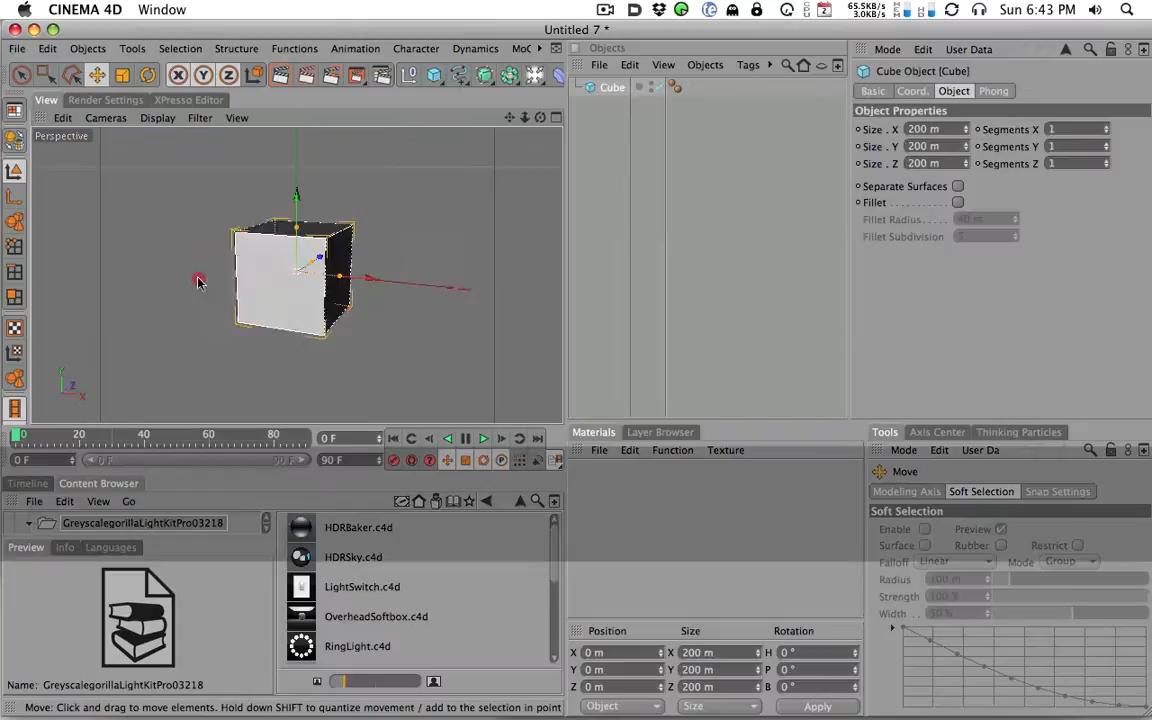 CINEMA 4D Window
65.5KB/s
3.0KB/s
Sun 6:43 PM
Untitled 7 *
File Edit Objects Tools Selection Structure Functions Animation Character Dynamics MoC
Objects
File Edit View Objects Tags
Cube
Mode Edit User Data
Cube Object [Cube]
Basic Coord. Object Phong
Object Properties
Size . X 200 m Segments X 1
Size . Y 200 m Segments Y 1
Size . Z 200 m Segments Z 1
Separate Surfaces
Fillet
Fillet Radius 40 m
Fillet Subdivision 5
X Y Z
View Render Settings XPresso Editor
Edit Cameras Display Filter View
Perspective
Y
Z
X
0 20 40 60 80 0 F
0 F 0 F 90 F 90 F
Timeline Content Browser
File Edit View Go
GreyscalegorillaLightKitPro03218
Preview Info Languages
HDRBaker.c4d
HDRSky.c4d
LightSwitch.c4d
OverheadSoftbox.c4d
RingLight.c4d
Name: GreyscalegorillaLightKitPro03218
Materials Layer Browser
File Edit Function Texture
Position Size Rotation
X 0 m X 200 m H 0 °
Y 0 m Y 200 m P 0 °
Z 0 m Z 200 m B 0 °
Object Size Apply
Tools Axis Center Thinking Particles
Mode Edit User Da
Move
Modeling Axis Soft Selection Snap Settings
Soft Selection
Enable Preview
Surface Rubber Restrict
Falloff Linear Mode Group
Radius 100 m
Strength 100 %
Width 50 %
Move: Click and drag to move elements. Hold down SHIFT to quantize movement / add to the selection in point